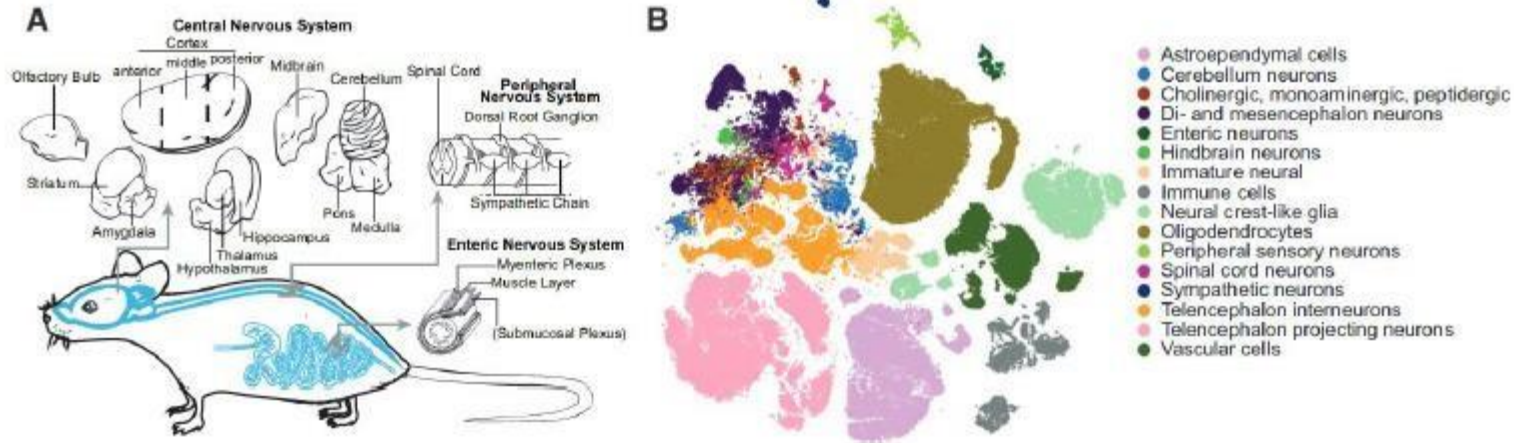 A
Central Nervous System
Cortex
anterior
middle
posterior
Olfactory Bulb
Midbrain
Cerebellum
Spinal Cord
Peripheral
Nervous System
Dorsal Root Ganglion
Striatum
Amygdala
Hippocampus
Thalamus
Hypothalamus
Pons
Medulla
Sympathetic Chain
Enteric Nervous System
Myenteric Plexus
Muscle Layer
(Submucosal Plexus)
B
Astroependymal cells
Cerebellum neurons
Cholinergic, monoaminergic, peptidergic
Di- and mesencephalon neurons
Enteric neurons
Hindbrain neurons
Immature neural
Immune cells
Neural crest-like glia
Oligodendrocytes
Peripheral sensory neurons
Spinal cord neurons
Sympathetic neurons
Telencephalon interneurons
Telencephalon projecting neurons
Vascular cells